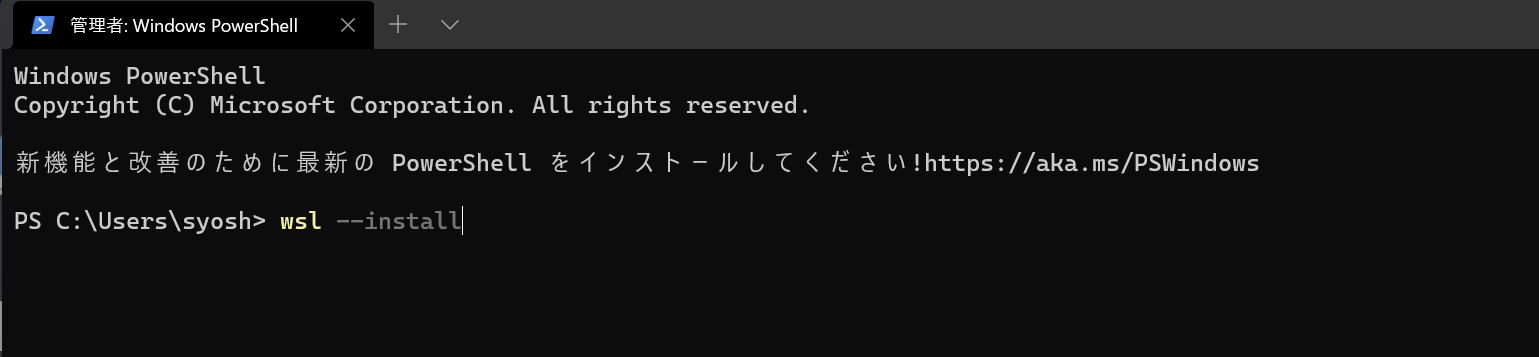 管理者: Windows PowerShell
Windows PowerShell
Copyright (C) Microsoft Corporation. All rights reserved.
新機能と改善のために最新の PowerShell をインストールしてください!https://aka.ms/PSWindows
PS C:\Users\syosh> wsl --install